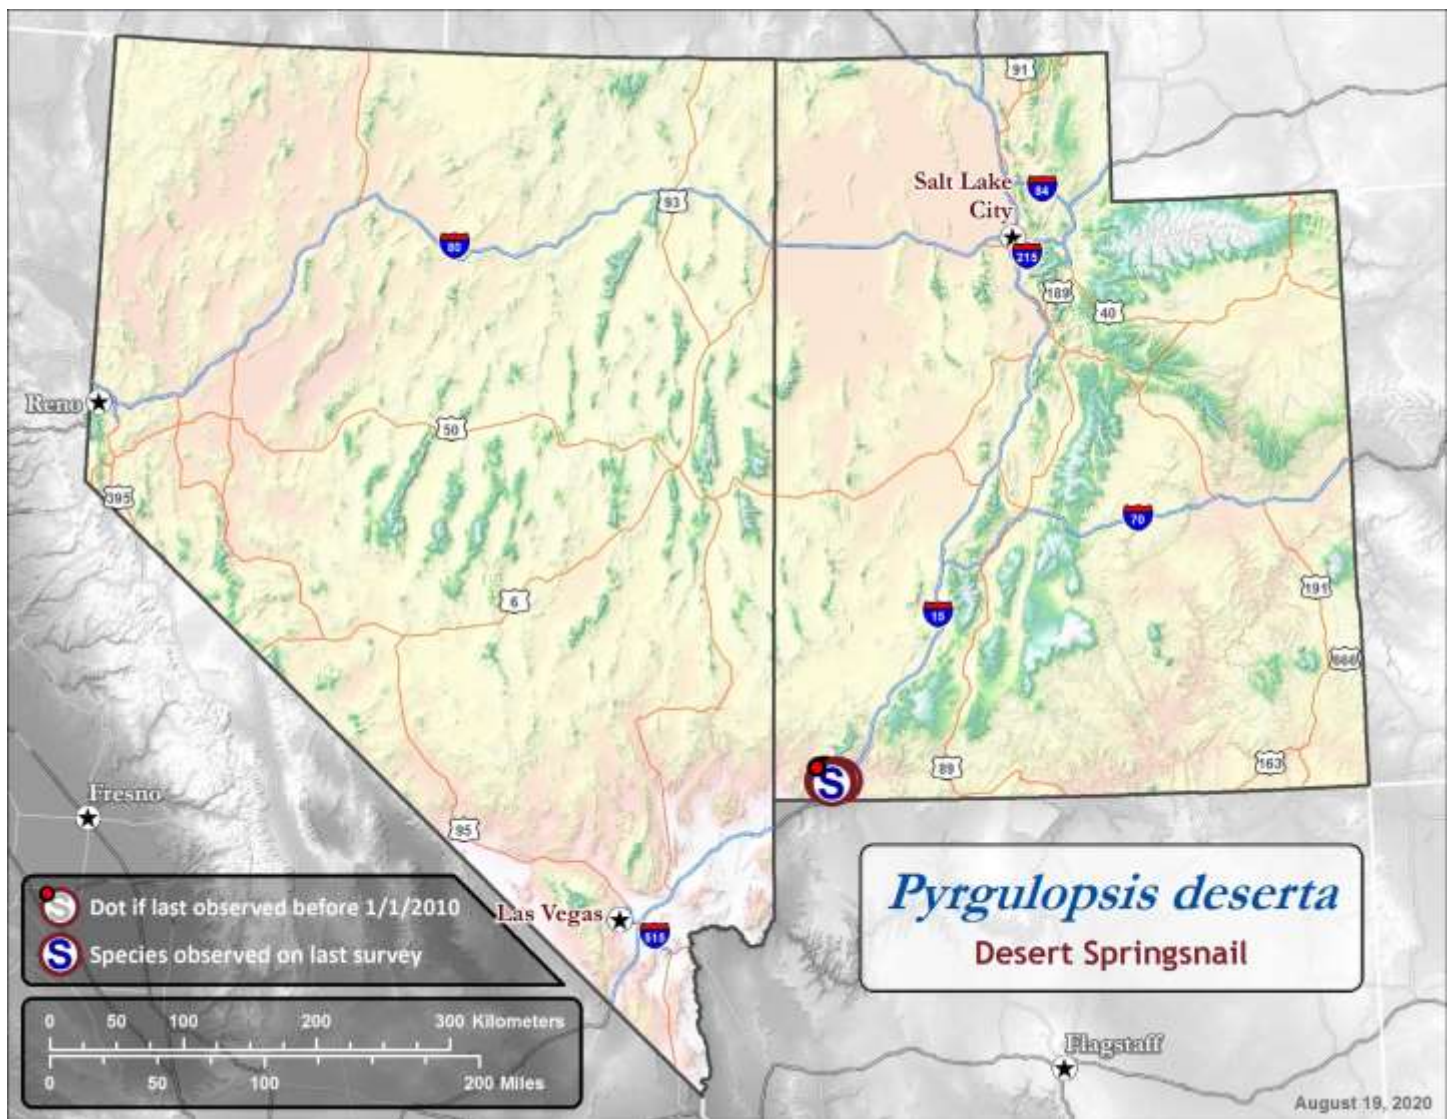 91
Salt Lake
City
84
93
80
215
189
40
Reno
50
395
70
6
191
15
666
S
89
163
Fresno
95
Pyrgulopsis deserta
Desert Springsnail
S Dot if last observed before 1/1/2010
Las Vegas
515
S Species observed on last survey
0 50 100 200 300 Kilometers
0 50 100 200 Miles
Flagstaff
August 19, 2020